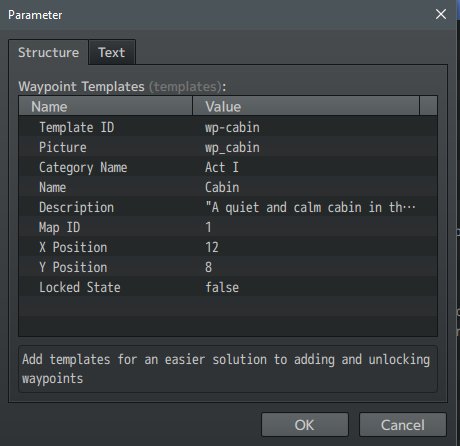 Parameter
Structure Text
Waypoint Templates (templates):
Name Value
Template ID wp-cabin
Picture wp_cabin
Category Name Act I
Name Cabin
Description "A quiet and calm cabin in th⋯
Map ID 1
X Position 12
Y Position 8
Locked State false
Add templates for an easier solution to adding and unlocking
waypoints
OK Cancel